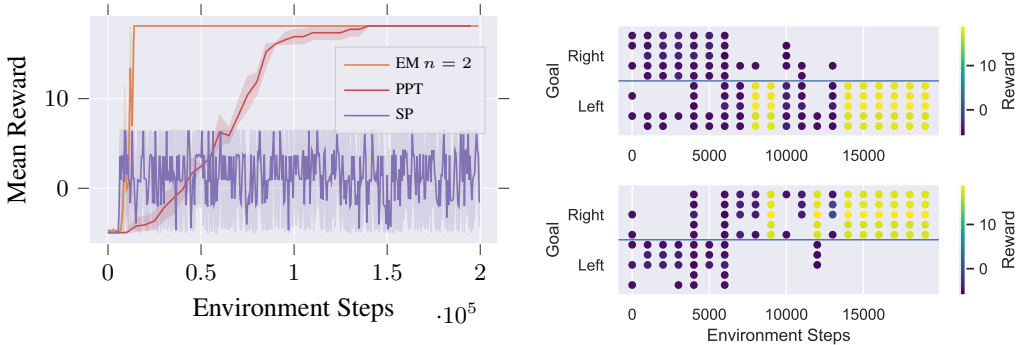 Mean Reward
10
0
EM n = 2
PPT
SP
0
0.5
1
1.5
2
Environment Steps
·10⁵
Goal
Right
Left
0
5000
10000
15000
10
0
Reward
Goal
Right
Left
0
5000
10000
15000
Environment Steps
10
0
Reward